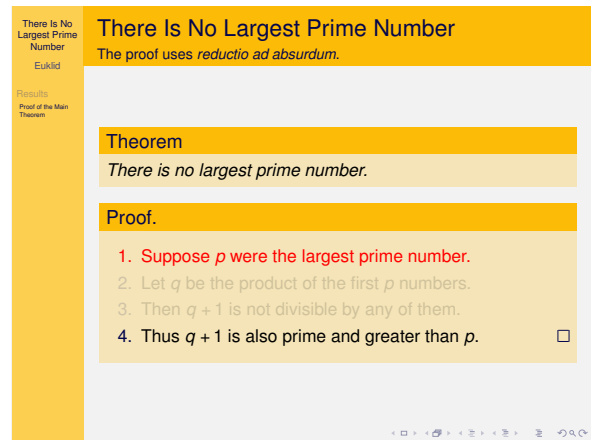 There Is No
Largest Prime
Number
Euklid
Results
Proof of the Main
Theorem
There Is No Largest Prime Number
The proof uses reductio ad absurdum.
Theorem
There is no largest prime number.
Proof.
1. Suppose p were the largest prime number.
2. Let q be the product of the first p numbers.
3. Then q + 1 is not divisible by any of them.
4. Thus q + 1 is also prime and greater than p. □